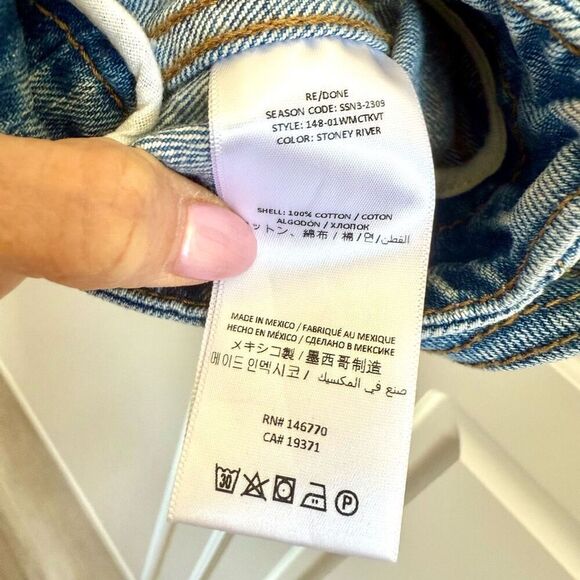 RE/DONE
SEASON CODE: SSN3-2309
STYLE: 148-01WMCTKVT
COLOR: STONEY RIVER
SHELL: 100% COTTON / COTON
ALGODÓN / ХЛОПОК
ットン、綿布 / 棉 / 면 / القطن
MADE IN MEXICO / FABRIQUÉ AU MEXIQUE
HECHO EN MÉXICO / СДЕЛАНО В МЕКСИКЕ
メキシコ製 / 墨西哥制造
메이드 인멕시코 / صنع في المكسيك
RN# 146770
CA# 19371
30
P